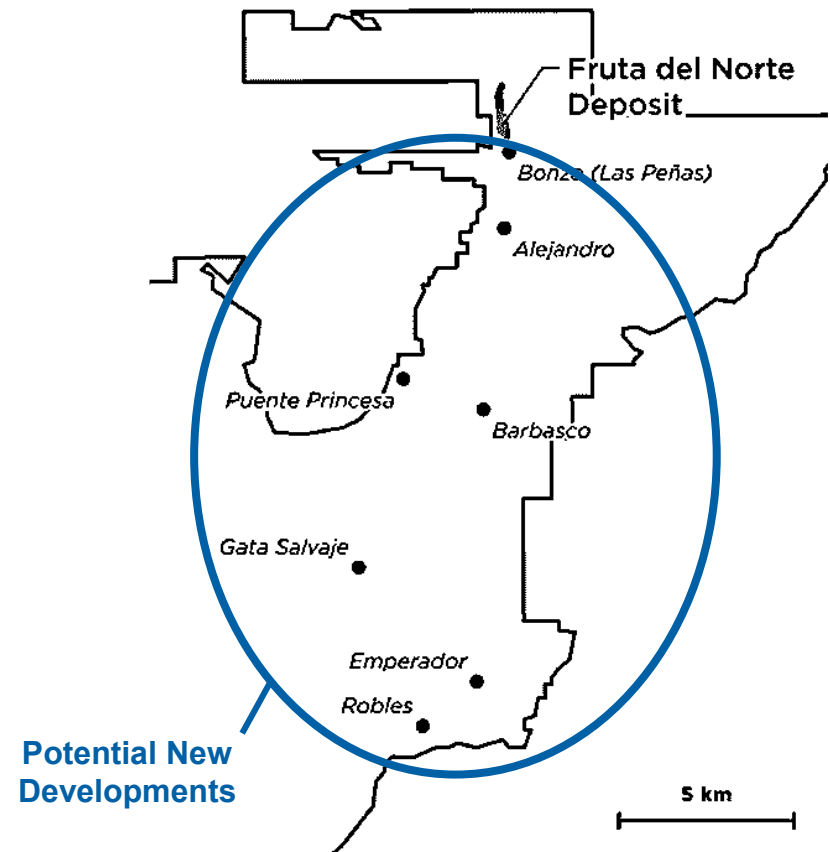 Fruta del Norte
Deposit
Bonza (Las Peñas)
Alejandro
Puente Princesa
Barbasco
Gata Salvaje
Emperador
Robles
Potential New
Developments
5 km